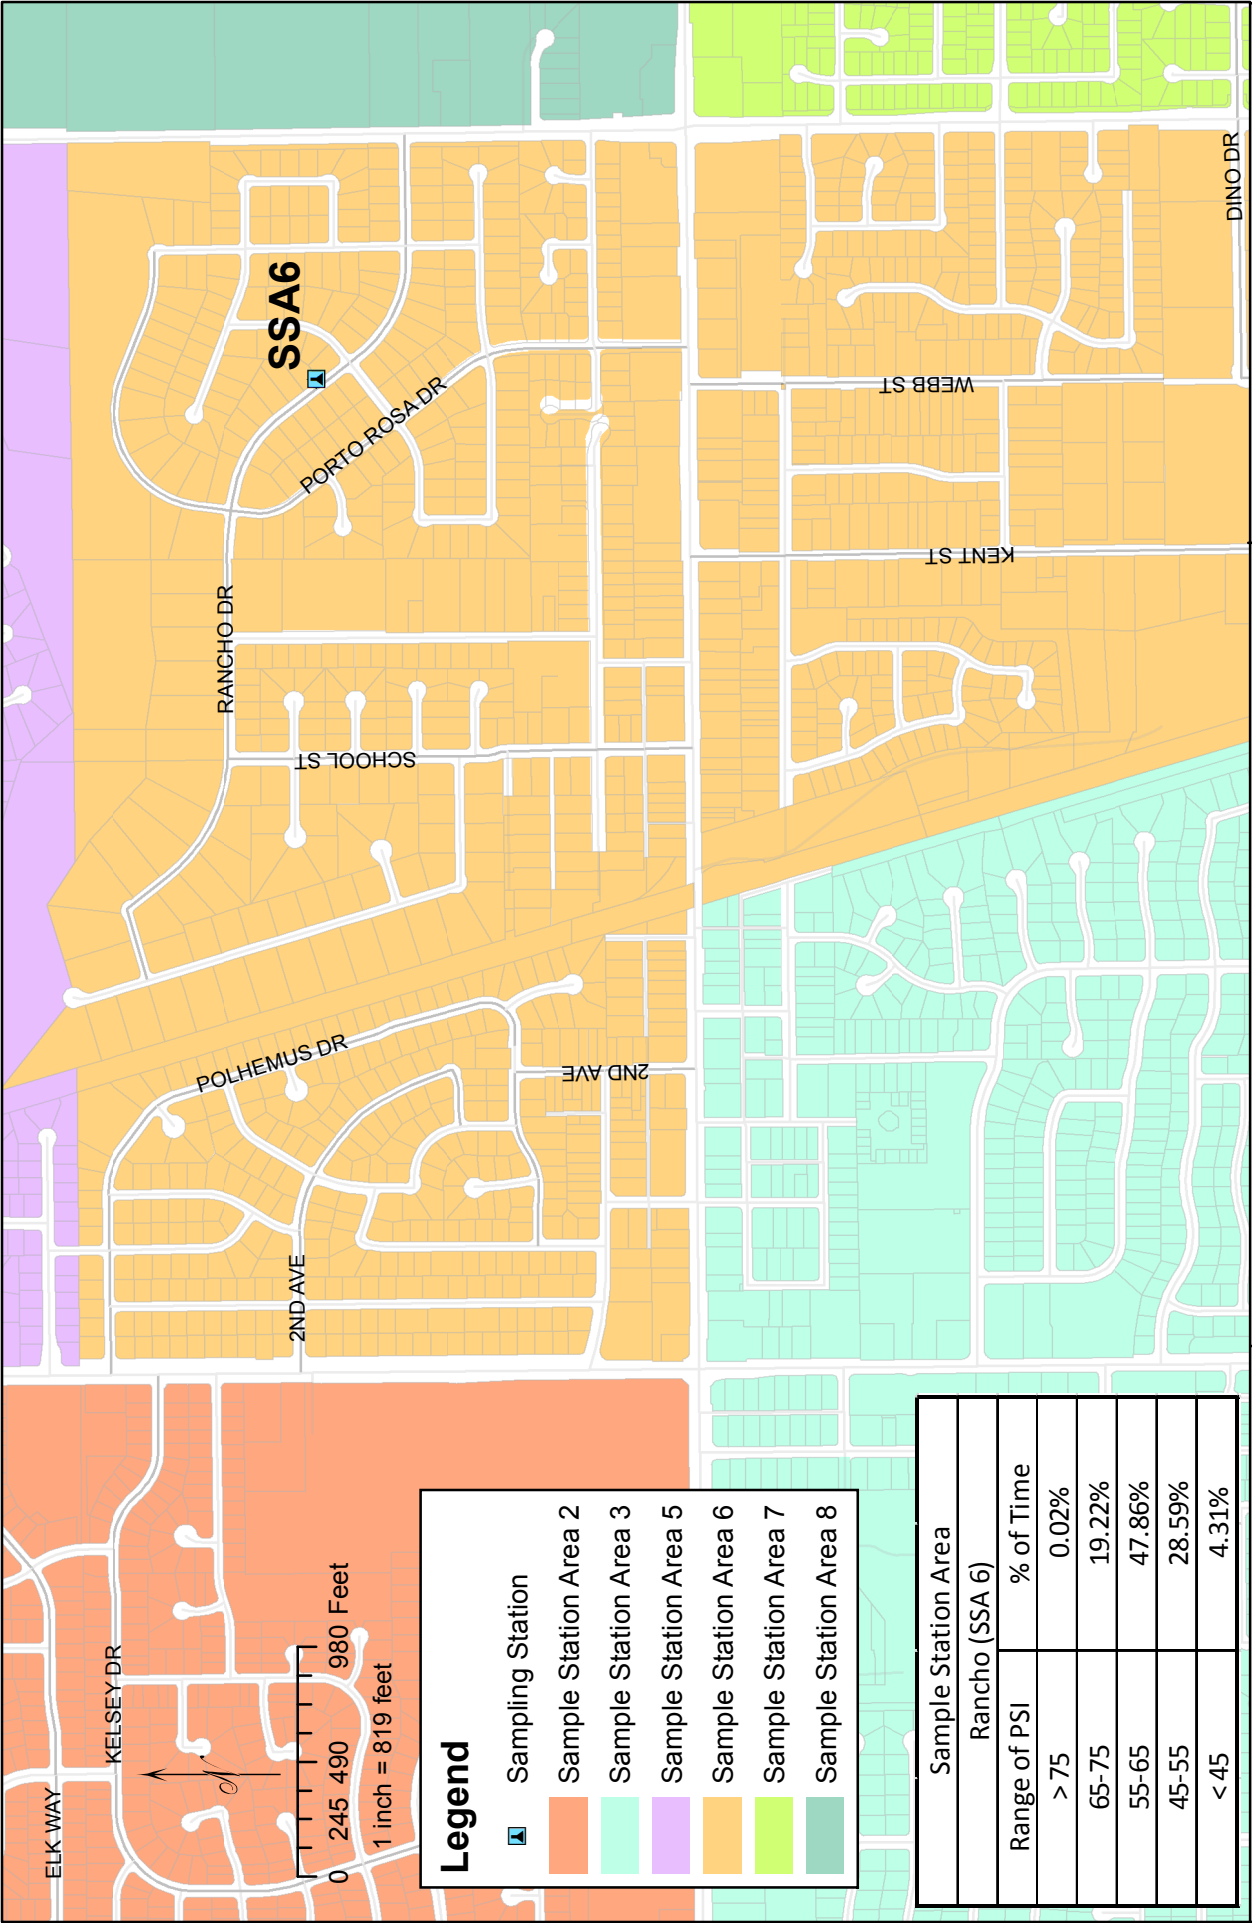 ELK WAY
KELSEY DR
RANCHO DR
SSA6
PORTO ROSA DR
SCHOOL ST
POLHEMUS DR
2ND AVE
2ND AVE
WEBB ST
KENT ST
DINO DR
N
0 245 490 980 Feet
1 inch = 819 feet
Legend
Sampling Station
Sample Station Area 2
Sample Station Area 3
Sample Station Area 5
Sample Station Area 6
Sample Station Area 7
Sample Station Area 8
Sample Station Area
Rancho (SSA 6)
Range of PSI % of Time
> 75 0.02%
65-75 19.22%
55-65 47.86%
45-55 28.59%
< 45 4.31%